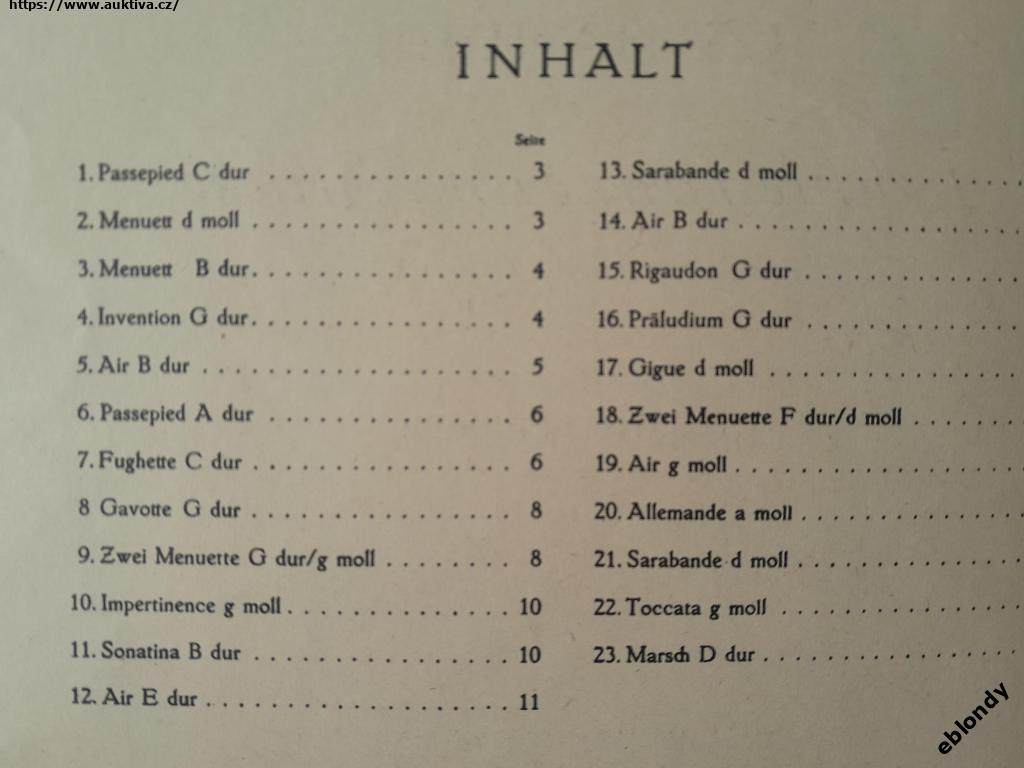 https://www.auktiva.cz/
INHALT
Seite
1. Passepied C dur . . . . . . . . . . . . . . . 3
2. Menuett d moll . . . . . . . . . . . . . . . . 3
3. Menuett B dur. . . . . . . . . . . . . . . . 4
4. Invention G dur. . . . . . . . . . . . . . . . 4
5. Air B dur . . . . . . . . . . . . . . . . . . . 5
6. Passepied A dur . . . . . . . . . . . . . . . 6
7. Fughette C dur . . . . . . . . . . . . . . . . 6
8 Gavotte G dur . . . . . . . . . . . . . . . . 8
9. Zwei Menuette G dur/g moll . . . . . . . . 8
10. Impertinence g moll . . . . . . . . . . . . . . 10
11. Sonatina B dur . . . . . . . . . . . . . . . . 10
12. Air E dur . . . . . . . . . . . . . . . . . . . 11
13. Sarabande d moll . . . . . . . . . . . . .
14. Air B dur . . . . . . . . . . . . . . . . . .
15. Rigaudon G dur . . . . . . . . . . . . .
16. Präludium G dur . . . . . . . . . . . . .
17. Gigue d moll . . . . . . . . . . . . . . .
18. Zwei Menuette F dur/d moll . . . . . . .
19. Air g moll . . . . . . . . . . . . . . . . . .
20. Allemande a moll . . . . . . . . . . . . . .
21. Sarabande d moll . . . . . . . . . . . . . .
22. Toccata g moll . . . . . . . . . . . . . . .
23. Marsch D dur . . . . . . . . . . . . . . . .
eblondy